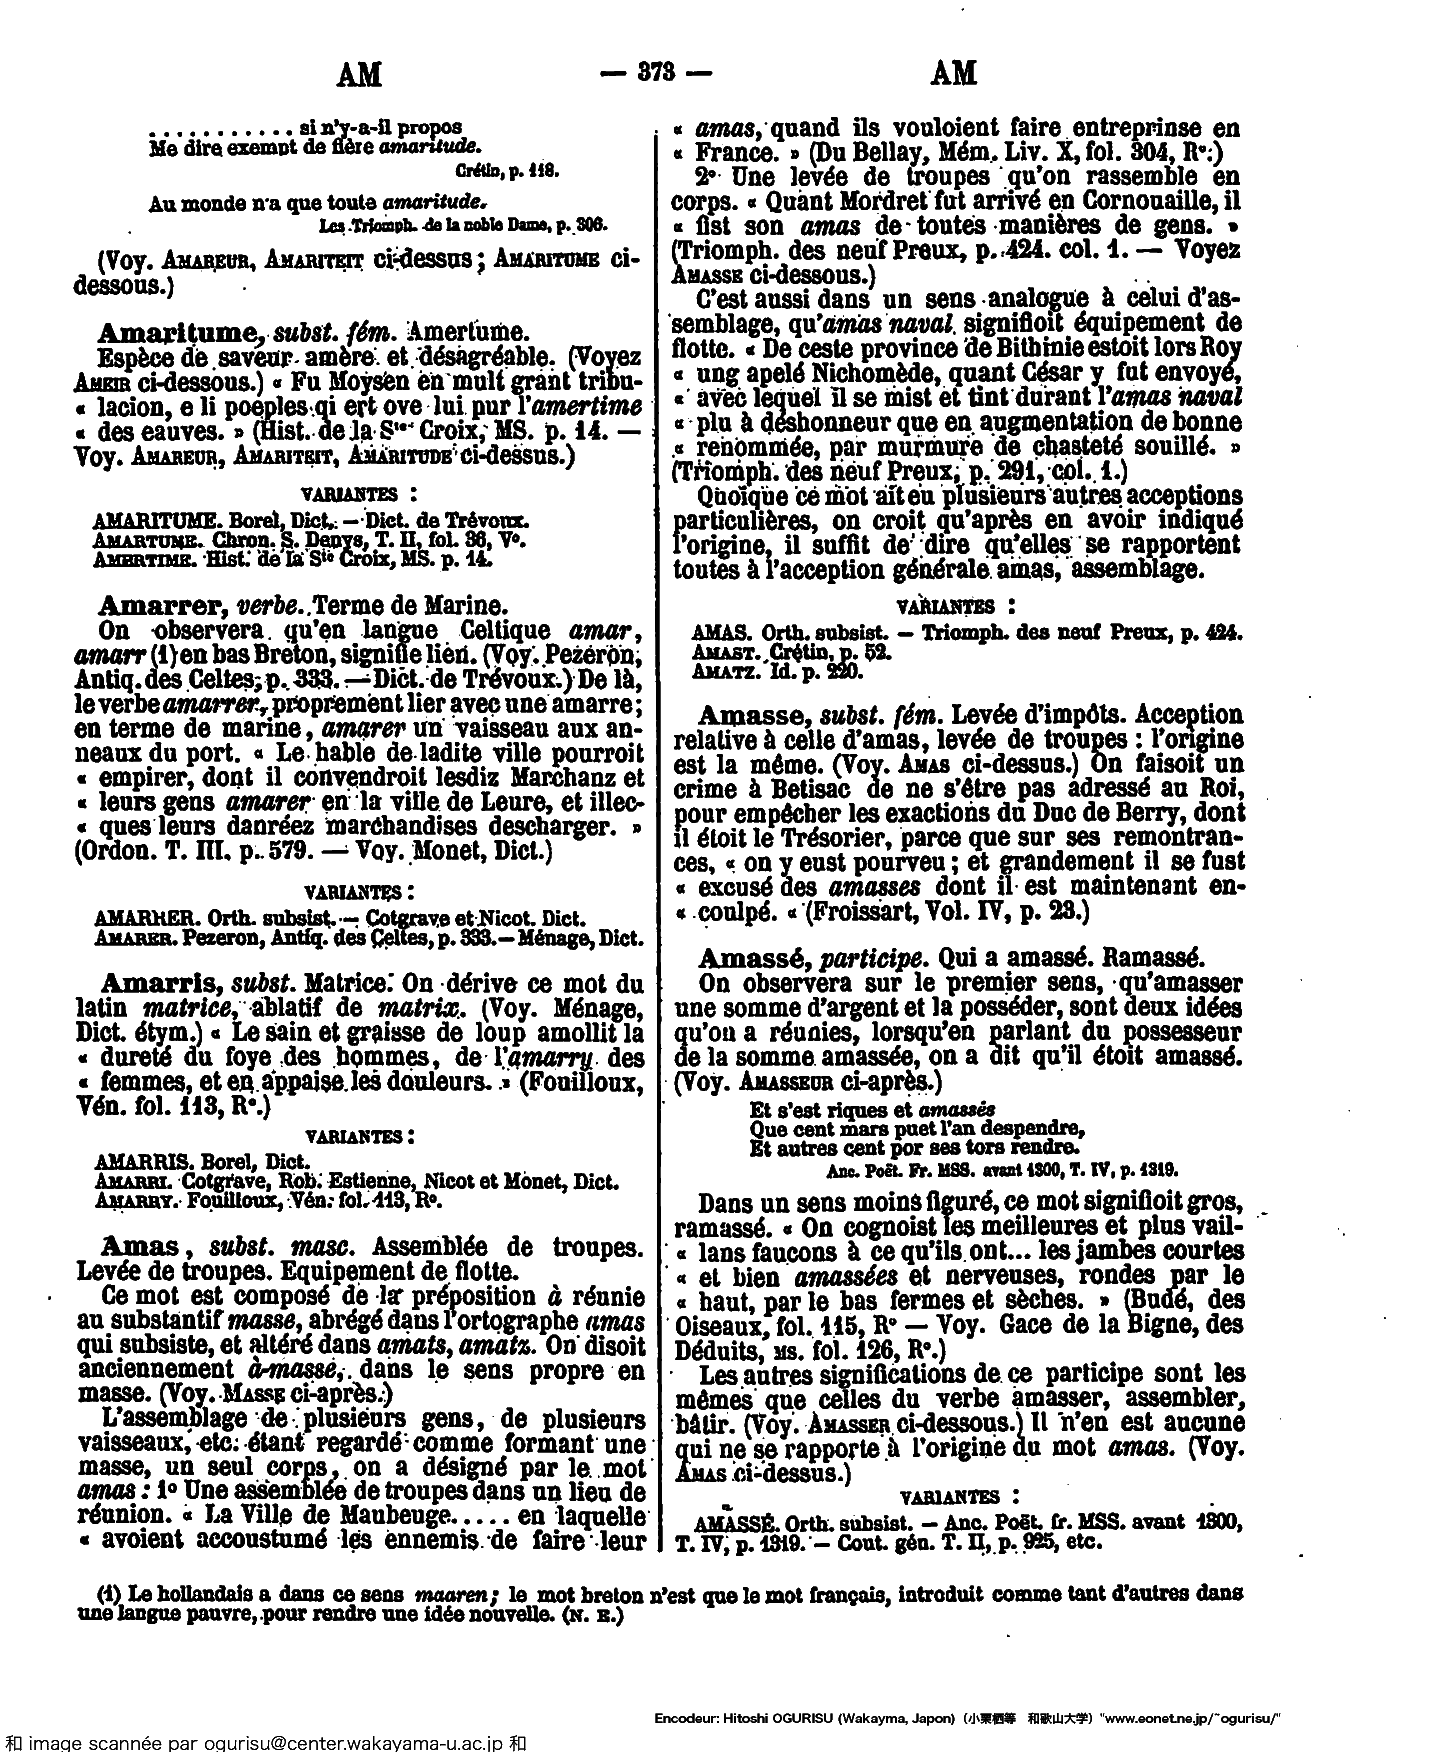 AM
— 373 —
AM
. . . . . . . . . . . si n'y-a-il propos
Me dire exempt de fière amaritude.
Crétin, p. 118.
Au monde n'a que toute amaritude.
Les Triomph. de la noble Dame, p. 306.
(Voy. AMAREUR, AMARITEIT ci-dessus ; AMARITUME ci-
dessous.)
Amaritume, subst. fém. Amertume.
Espèce de saveur amère et désagréable. (Voyez
AMEIR ci-dessous.) « Fu Moysen en mult grant tribu-
« lacion, e li poeples qi ert ove lui pur l'amertime
« des eauves. » (Hist. de la Ste Croix, MS. p. 14. —
Voy. AMAREUR, AMARITEIT, AMARITUDE ci-dessus.)
VARIANTES :
AMARITUME. Borel, Dict. — Dict. de Trévoux.
AMARTUME. Chron. S. Denys, T. II, fol. 36, Vo.
AMERTIME. Hist. de la Ste Croix, MS. p. 14.
Amarrer, verbe. Terme de Marine.
On observera qu'en langue Celtique amar,
amarr (1) en bas Breton, signifie lien. (Voy. Pezeron,
Antiq. des Celtes, p. 333. — Dict. de Trévoux.) De là,
le verbe amarrer, proprement lier avec une amarre ;
en terme de marine, amarer un vaisseau aux an-
neaux du port. « Le hable de ladite ville pourroit
« empirer, dont il convendroit lesdiz Marchanz et
« leurs gens amarer en la ville de Leure, et illec-
« ques leurs danréez marchandises descharger. »
(Ordon. T. III, p. 579. — Voy. Monet, Dict.)
VARIANTES :
AMARRER. Orth. subsist. — Cotgrave et Nicot. Dict.
AMARER. Pezeron, Antiq. des Celtes, p. 333. — Ménage, Dict.
Amarris, subst. Matrice. On dérive ce mot du
latin matrice, ablatif de matrix. (Voy. Ménage,
Dict. étym.) « Le sain et graisse de loup amollit la
« dureté du foye des hommes, de l'amarry des
« femmes, et en appaise les douleurs. » (Fouilloux,
Vén. fol. 113, Ro.)
VARIANTES :
AMARRIS. Borel, Dict.
AMARRI. Cotgrave, Rob. Estienne, Nicot et Monet, Dict.
AMARRY. Fouilloux, Vén. fol. 113, Ro.
Amas, subst. masc. Assemblée de troupes.
Levée de troupes. Equipement de flotte.
Ce mot est composé de la préposition à réunie
au substantif masse, abrégé dans l'ortographe amas
qui subsiste, et altéré dans amats, amatz. On disoit
anciennement à-masse, dans le sens propre en
masse. (Voy. MASSE ci-après.)
L'assemblage de plusieurs gens, de plusieurs
vaisseaux, etc. étant regardé comme formant une
masse, un seul corps, on a désigné par le mot
amas : 1o Une assemblée de troupes dans un lieu de
réunion. « La Ville de Maubeuge..... en laquelle
« avoient accoustumé les ennemis de faire leur
« amas, quand ils vouloient faire entreprinse en
« France. » (Du Bellay, Mém. Liv. X, fol. 304, Ro.)
2o Une levée de troupes qu'on rassemble en
corps. « Quant Mordret fut arrivé en Cornouaille, il
« fist son amas de toutes manières de gens. »
(Triomph. des neuf Preux, p. 424. col. 1. — Voyez
AMASSE ci-dessous.)
C'est aussi dans un sens analogue à celui d'as-
semblage, qu'amas naval signifioit équipement de
flotte. « De ceste province de Bithinie estoit lors Roy
« ung apelé Nichomède, quant César y fut envoyé,
« avec lequel il se mist et tint durant l'amas naval
« plu à deshonneur que en augmentation de bonne
« renommée, par murmure de chasteté souillé. »
(Triomph. des neuf Preux, p. 291, col. 1.)
Quoique ce mot ait eu plusieurs autres acceptions
particulières, on croit qu'après en avoir indiqué
l'origine, il suffit de dire qu'elles se rapportent
toutes à l'acception générale amas, assemblage.
VARIANTES :
AMAS. Orth. subsist. — Triomph. des neuf Preux, p. 424.
AMAST. Crétin, p. 52.
AMATZ. Id. p. 220.
Amasse, subst. fém. Levée d'impôts. Acception
relative à celle d'amas, levée de troupes : l'origine
est la même. (Voy. AMAS ci-dessus.) On faisoit un
crime à Betisac de ne s'être pas adressé au Roi,
pour empêcher les exactions du Duc de Berry, dont
il étoit le Trésorier, parce que sur ses remontran-
ces, « on y eust pourveu ; et grandement il se fust
« excusé des amasses dont il est maintenant en-
« coulpé. « (Froissart, Vol. IV, p. 23.)
Amassé, participe. Qui a amassé. Ramassé.
On observera sur le premier sens, qu'amasser
une somme d'argent et la posséder, sont deux idées
qu'on a réunies, lorsqu'en parlant du possesseur
de la somme amassée, on a dit qu'il étoit amassé.
(Voy. AMASSEUR ci-après.)
Et s'est riques et amassés
Que cent mars puet l'an despendre,
Et autres cent por ses tors rendre.
Anc. Poët. Fr. MSS. avant 1300, T. IV, p. 1319.
Dans un sens moins figuré, ce mot signifioit gros,
ramassé. « On cognoist les meilleures et plus vail-
« lans faucons à ce qu'ils ont... les jambes courtes
« et bien amassées et nerveuses, rondes par le
« haut, par le bas fermes et sèches. » (Budé, des
Oiseaux, fol. 115, Ro — Voy. Gace de la Bigne, des
Déduits, MS. fol. 126, Ro.)
Les autres significations de ce participe sont les
mêmes que celles du verbe amasser, assembler,
bâtir. (Voy. AMASSER ci-dessous.) Il n'en est aucune
qui ne se rapporte à l'origine du mot amas. (Voy.
AMAS ci-dessus.)
VARIANTES :
AMASSÉ. Orth. subsist. — Anc. Poët. fr. MSS. avant 1300,
T. IV, p. 1319. — Cout. gén. T. II, p. 925, etc.
(1) Le hollandais a dans ce sens maaren ; le mot breton n'est que le mot français, introduit comme tant d'autres dans
une langue pauvre, pour rendre une idée nouvelle. (N. E.)
Encodeur: Hitoshi OGURISU (Wakayma, Japon) (小栗栖等 和歌山大学) "www.eonet.ne.jp/~ogurisu/"
和 image scannée par ogurisu@center.wakayama-u.ac.jp 和